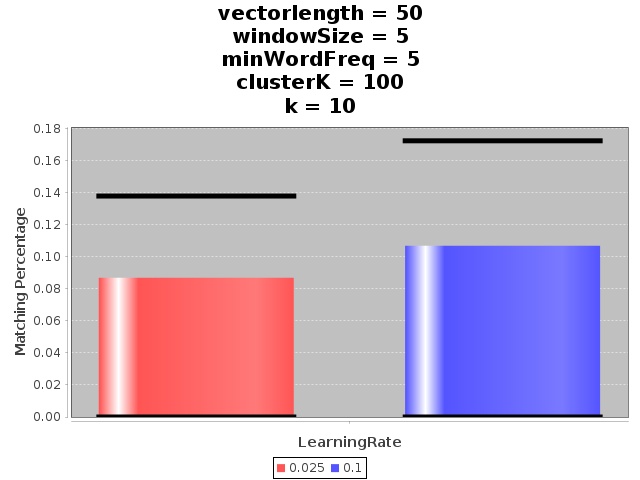 vectorlength = 50
windowSize = 5
minWordFreq = 5
clusterK = 100
k = 10
0.18
0.16
0.14
0.12
0.10
0.08
0.06
0.04
0.02
0.00
Matching Percentage
LearningRate
0.025 0.1